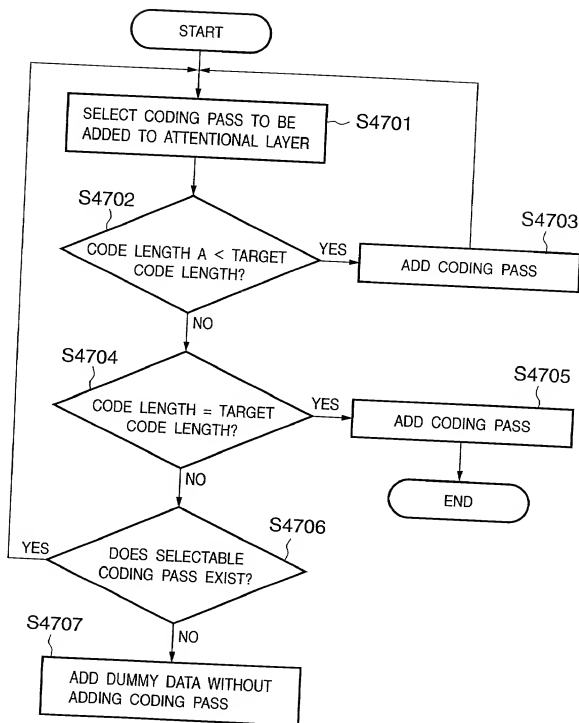 START
SELECT CODING PASS TO BE
ADDED TO ATTENTIONAL LAYER
S4701
S4702
CODE LENGTH A < TARGET
CODE LENGTH?
YES
S4703
ADD CODING PASS
NO
S4704
CODE LENGTH = TARGET
CODE LENGTH?
YES
S4705
ADD CODING PASS
NO
END
S4706
YES
DOES SELECTABLE
CODING PASS EXIST?
NO
S4707
ADD DUMMY DATA WITHOUT
ADDING CODING PASS